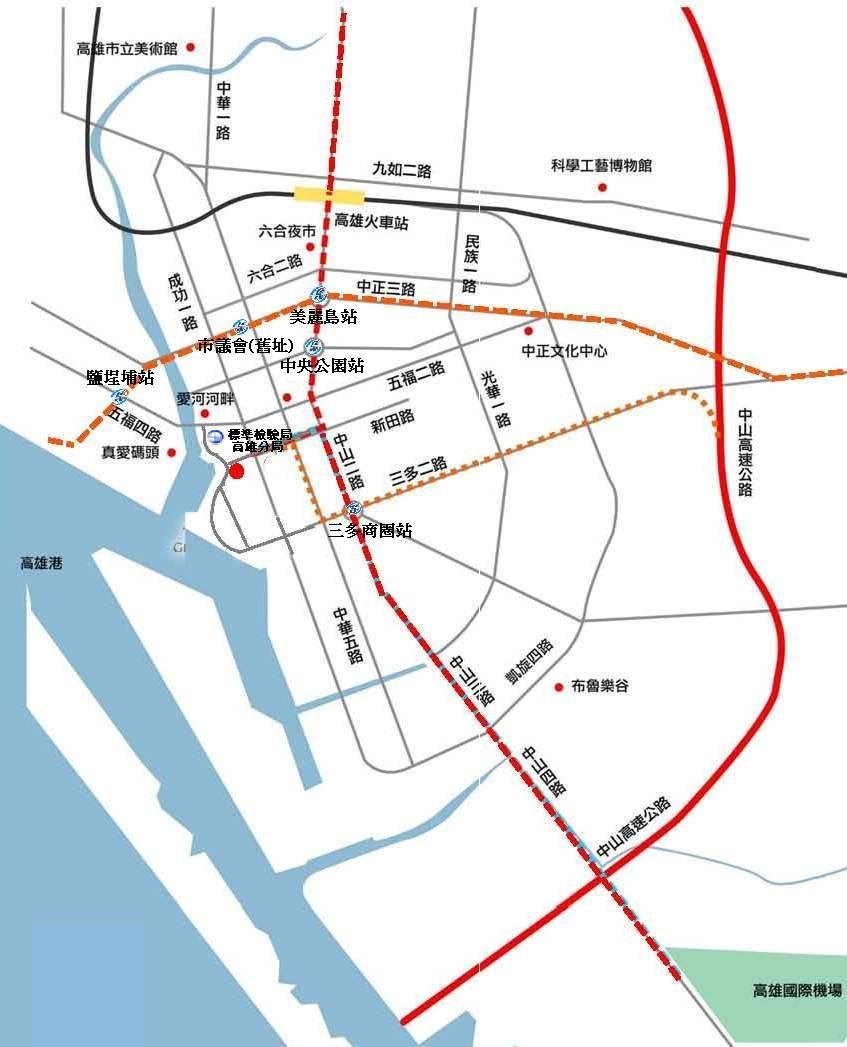 高雄市立美術館
中華一路
九如二路
科學工藝博物館
高雄火車站
六合夜市
六合二路
民族一路
成功一路
中正三路
美麗島站
市議會(舊址)
中央公園站
中正文化中心
鹽埕埔站
五福二路
光華一路
愛河河畔
五福四路
新田路
標準檢驗局
高雄分局
中山二路
中山高速公路
真愛碼頭
三多二路
三多商圈站
高雄港
中華五路
中山三路
凱旋四路
布魯樂谷
中山四路
中山高速公路
高雄國際機場